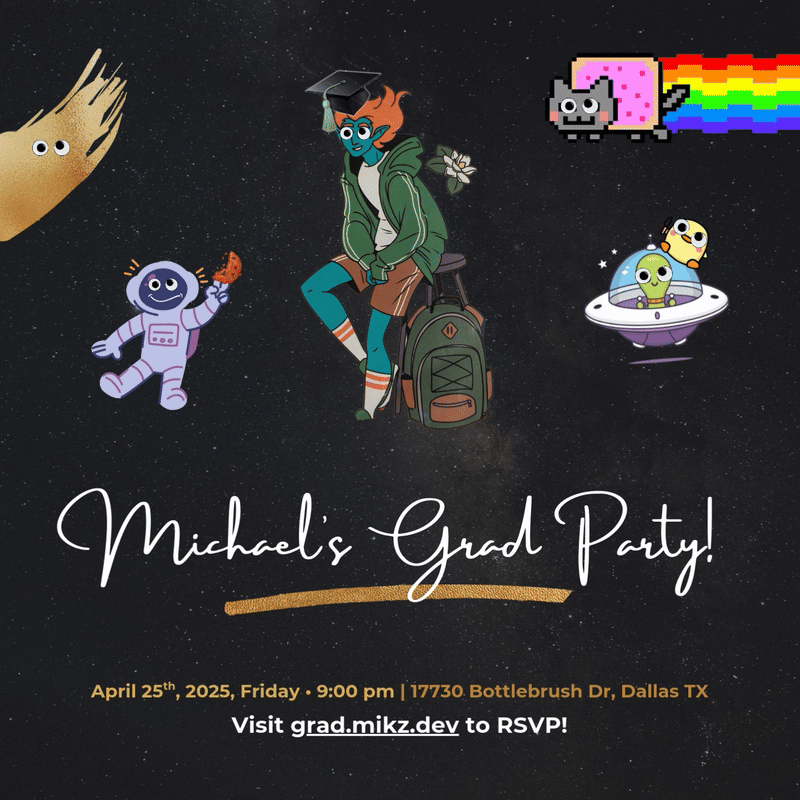 Michael's Grad Party!
April 25th, 2025, Friday • 9:00 pm | 17730 Bottlebrush Dr, Dallas TX
Visit grad.mikz.dev to RSVP!